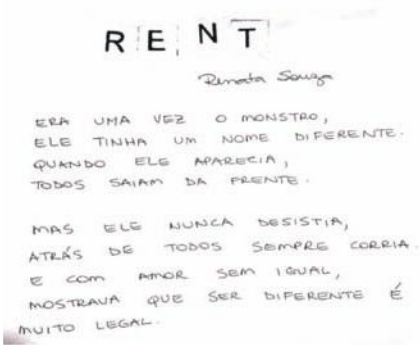 RENT
Renata Souza
ERA UMA VEZ O MONSTRO,
ELE TINHA UM NOME DIFERENTE.
QUANDO ELE APARECIA,
TODOS SAIAM DA FRENTE.
MAS ELE NUNCA DESISTIA,
ATRÁS DE TODOS SEMPRE CORRIA.
E COM AMOR SEM IGUAL,
MOSTRAVA QUE SER DIFERENTE É
MUITO LEGAL.